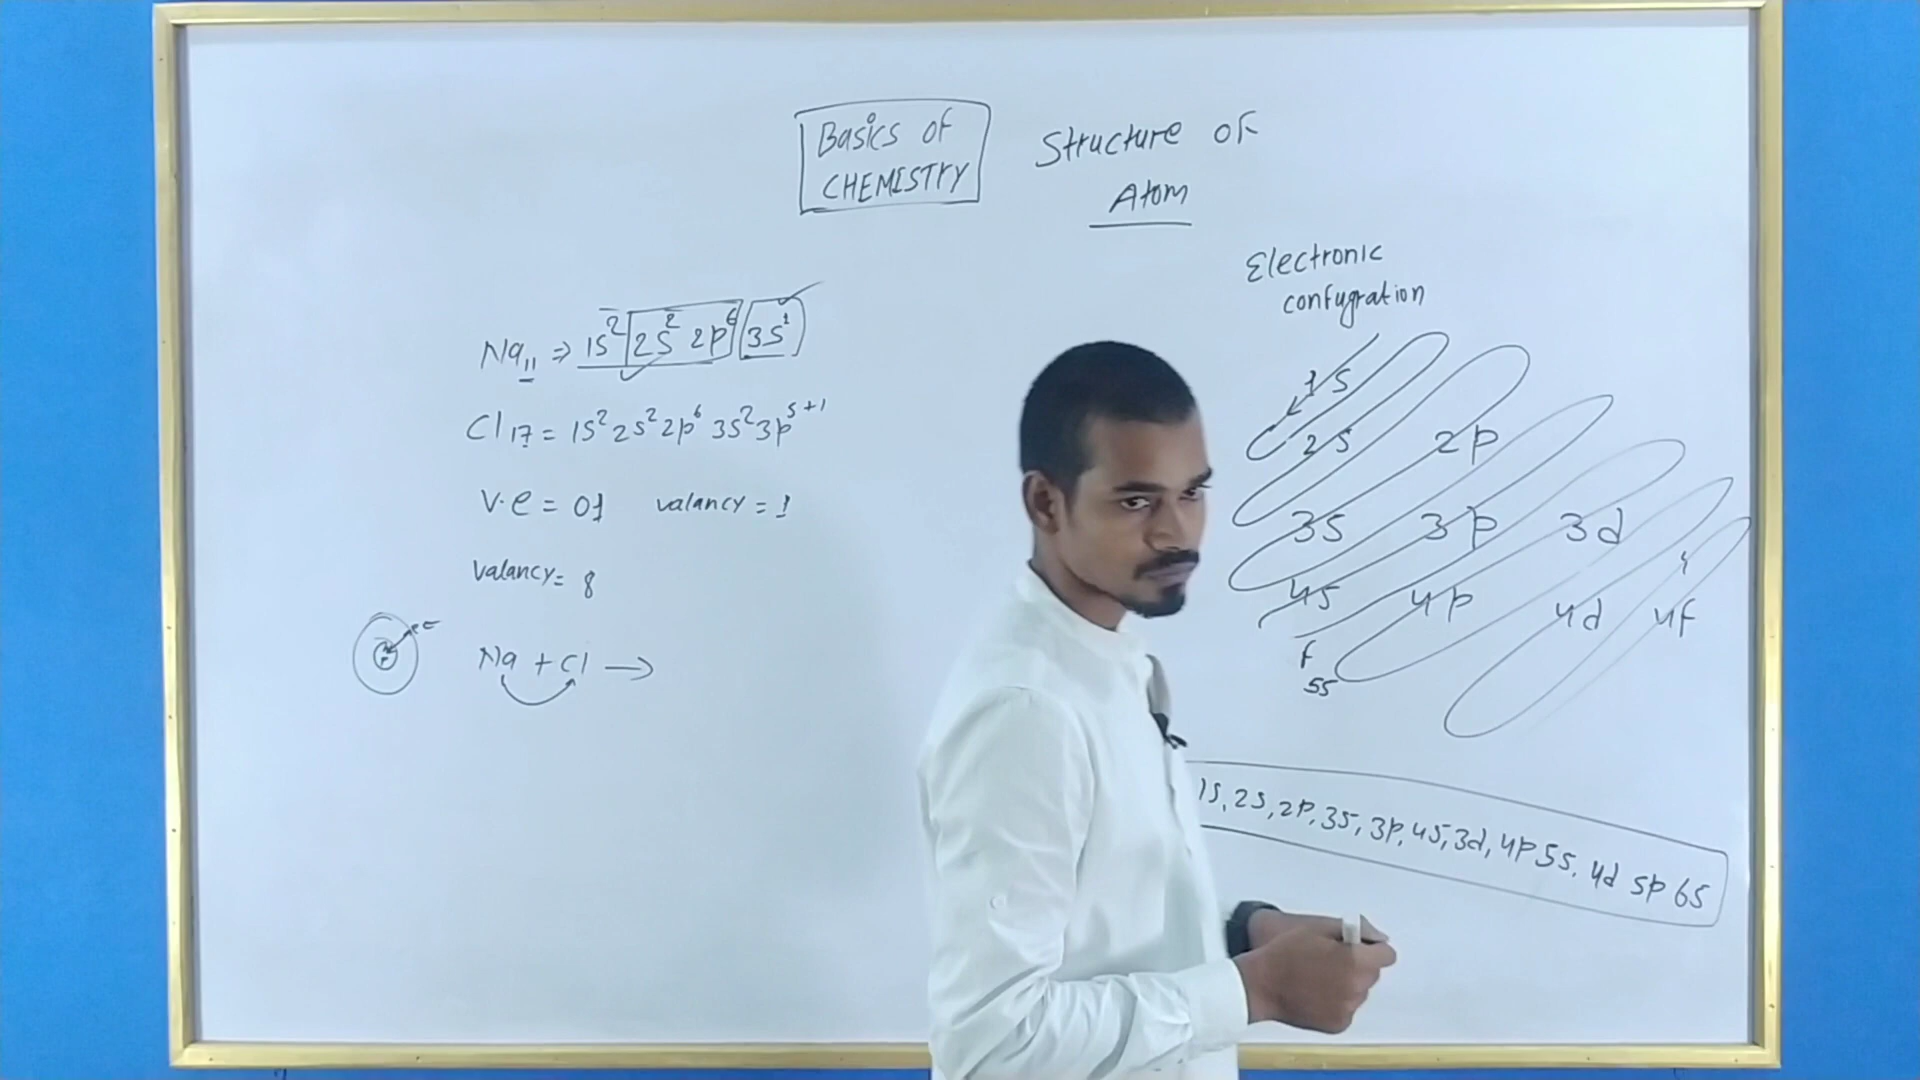 Basics of
CHEMISTRY
Structure of
Atom
Electronic
confugration
Na₁₁ ⇒ 1s² 2s² 2p⁶ 3s¹
Cl₁₇ = 1s² 2s² 2p⁶ 3s² 3p⁵⁺¹
V.e = 01 valancy = 1
Valancy = 8
Na + Cl →
e⁻
P
1s
2s 2p
3s 3p 3d
4s 4p 4d 4f
5s
1s, 2s, 2p, 3s, 3p, 4s, 3d, 4p 5s, 4d 5p 6s